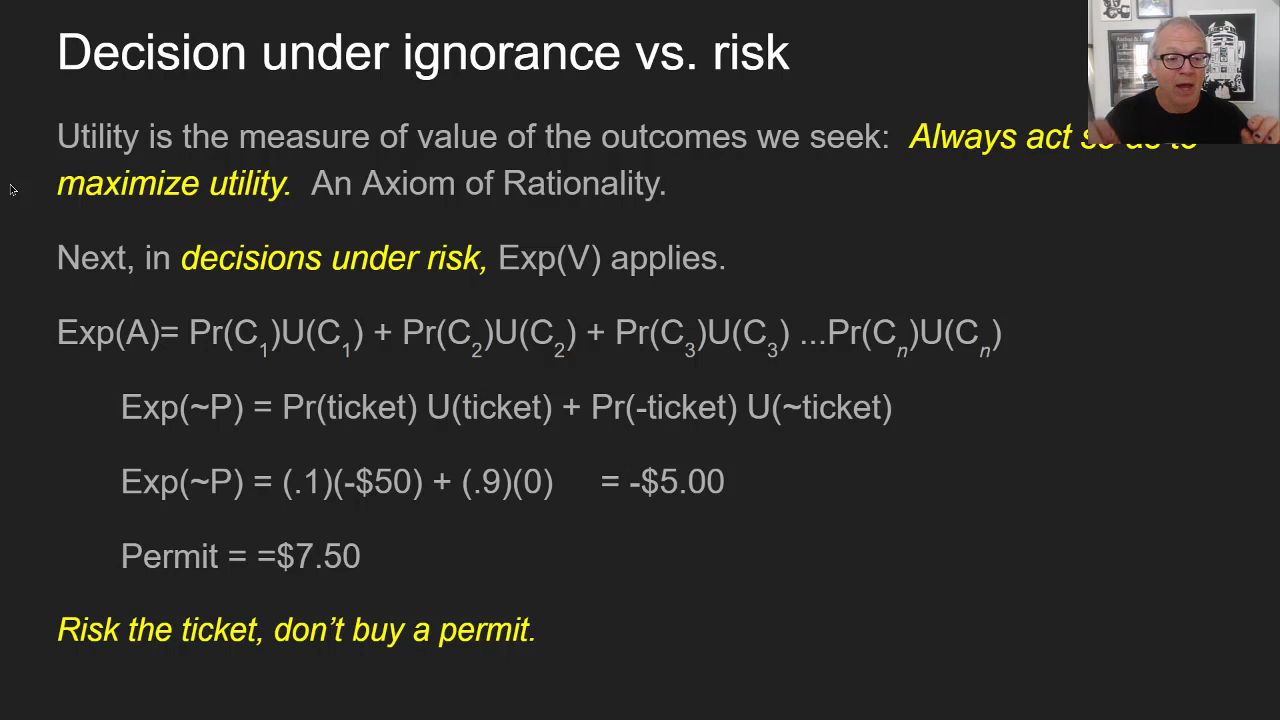 Decision under ignorance vs. risk
Utility is the measure of value of the outcomes we seek: Always act so as to
maximize utility. An Axiom of Rationality.
Next, in decisions under risk, Exp(V) applies.
Exp(A)= Pr(C1)U(C1) + Pr(C2)U(C2) + Pr(C3)U(C3) ...Pr(Cn)U(Cn)
Exp(~P) = Pr(ticket) U(ticket) + Pr(-ticket) U(~ticket)
Exp(~P) = (.1)(-$50) + (.9)(0) = -$5.00
Permit = =$7.50
Risk the ticket, don't buy a permit.